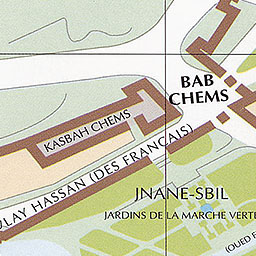 BAB
CHEMS
KASBAH CHEMS
LAY HASSAN (DES FRANÇAIS)
JNANE-SBIL
JARDINS DE LA MARCHE VERTE
(OUED F